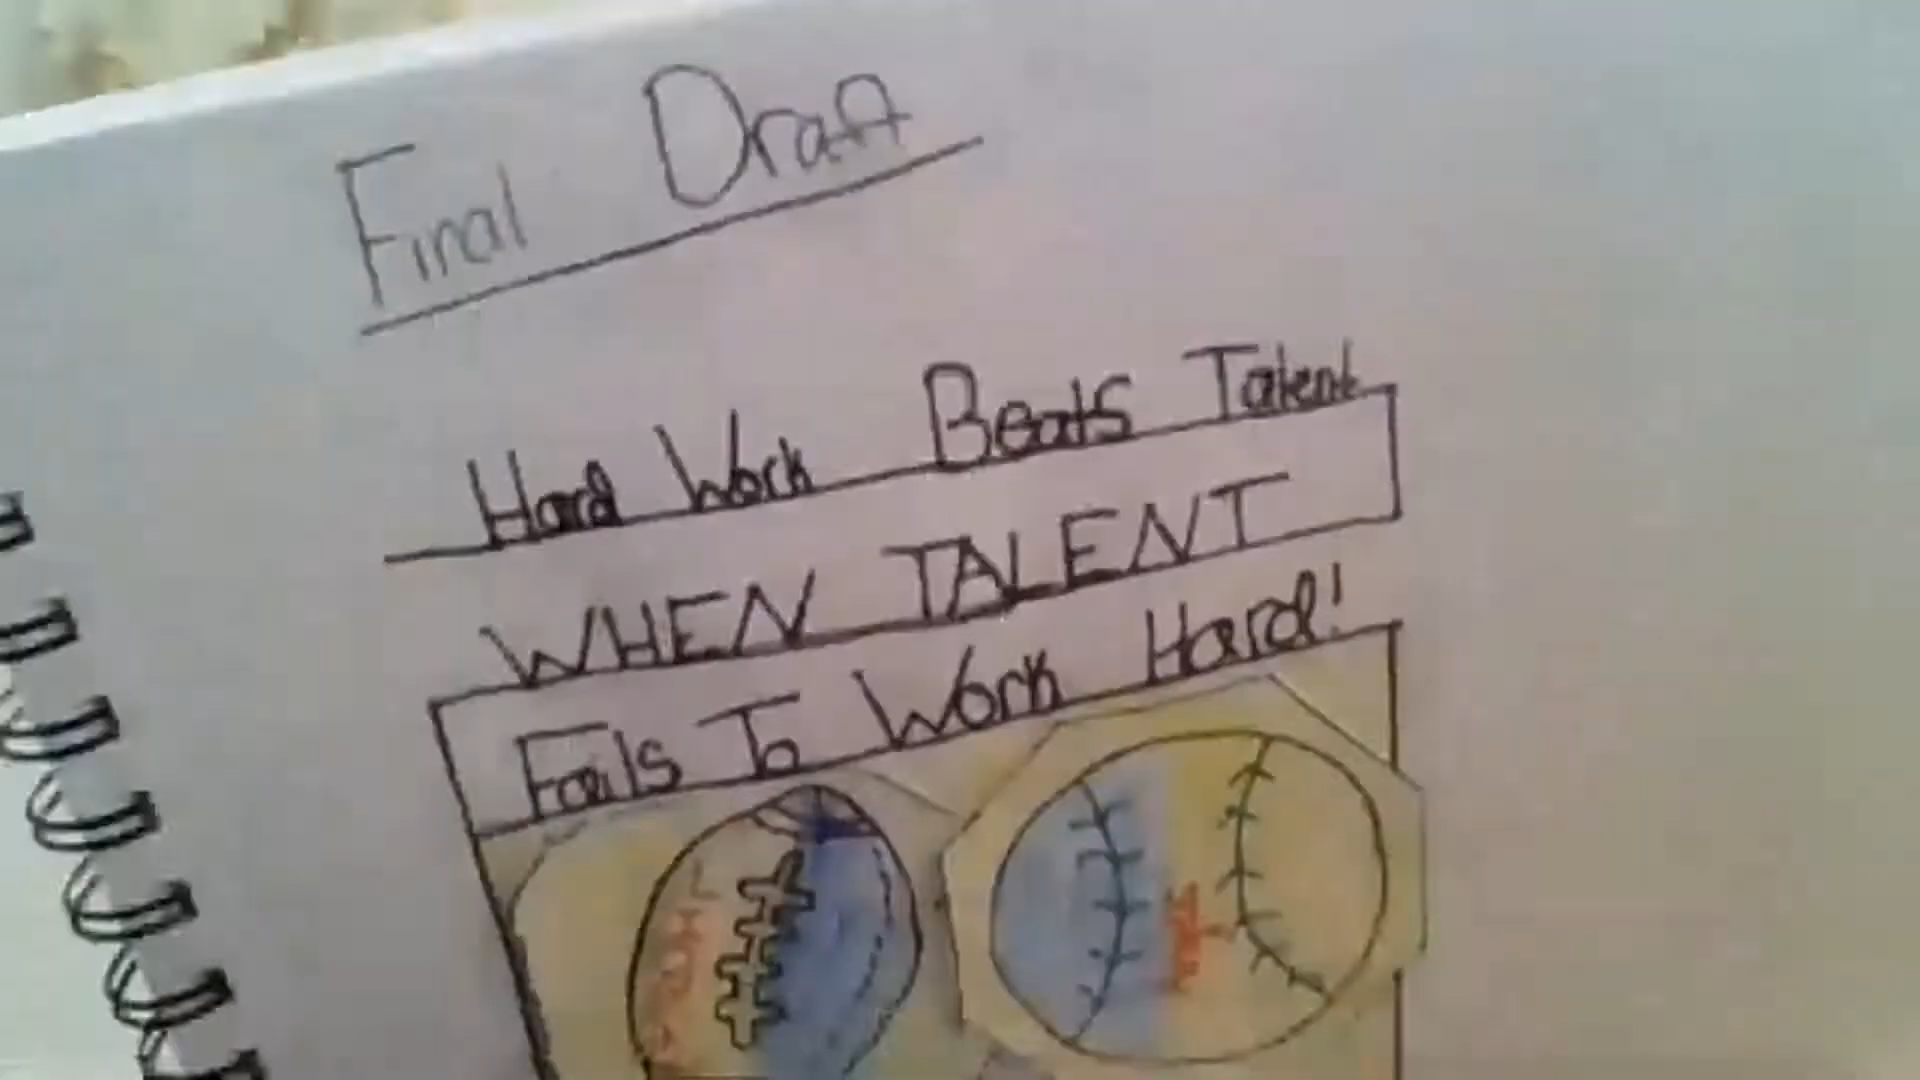 Final Draft
Hard Work Beats Talent
WHEN TALENT
Fails To Work Hard!